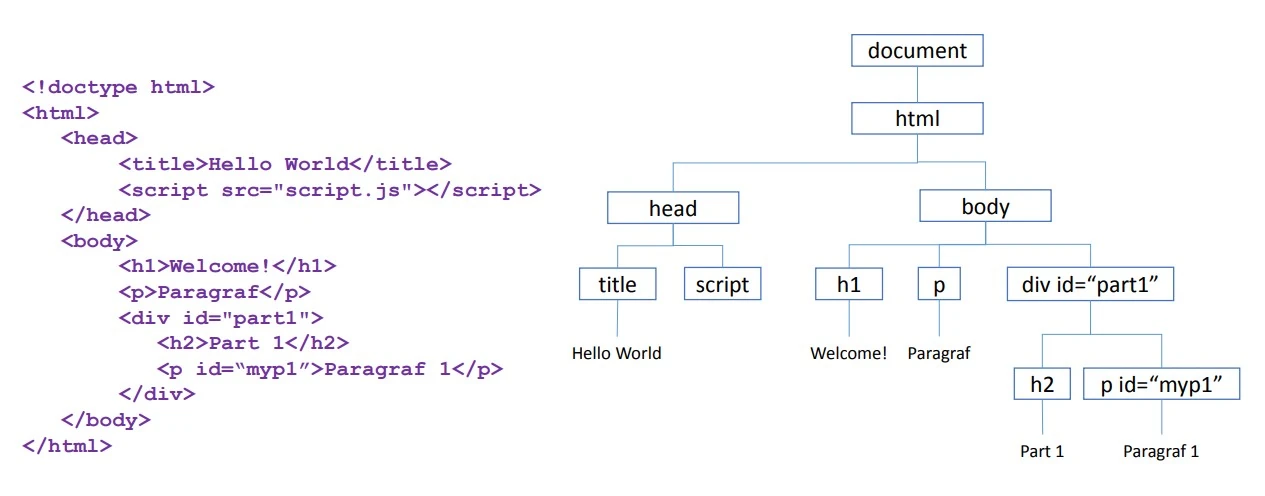 <!doctype html>
<html>
<head>
<title>Hello World</title>
<script src="script.js"></script>
</head>
<body>
<h1>Welcome!</h1>
<p>Paragraf</p>
<div id="part1">
<h2>Part 1</h2>
<p id=“myp1”>Paragraf 1</p>
</div>
</body>
</html>
document
html
head
body
title
script
h1
p
div id=“part1”
Hello World
Welcome!
Paragraf
h2
p id=“myp1”
Part 1
Paragraf 1